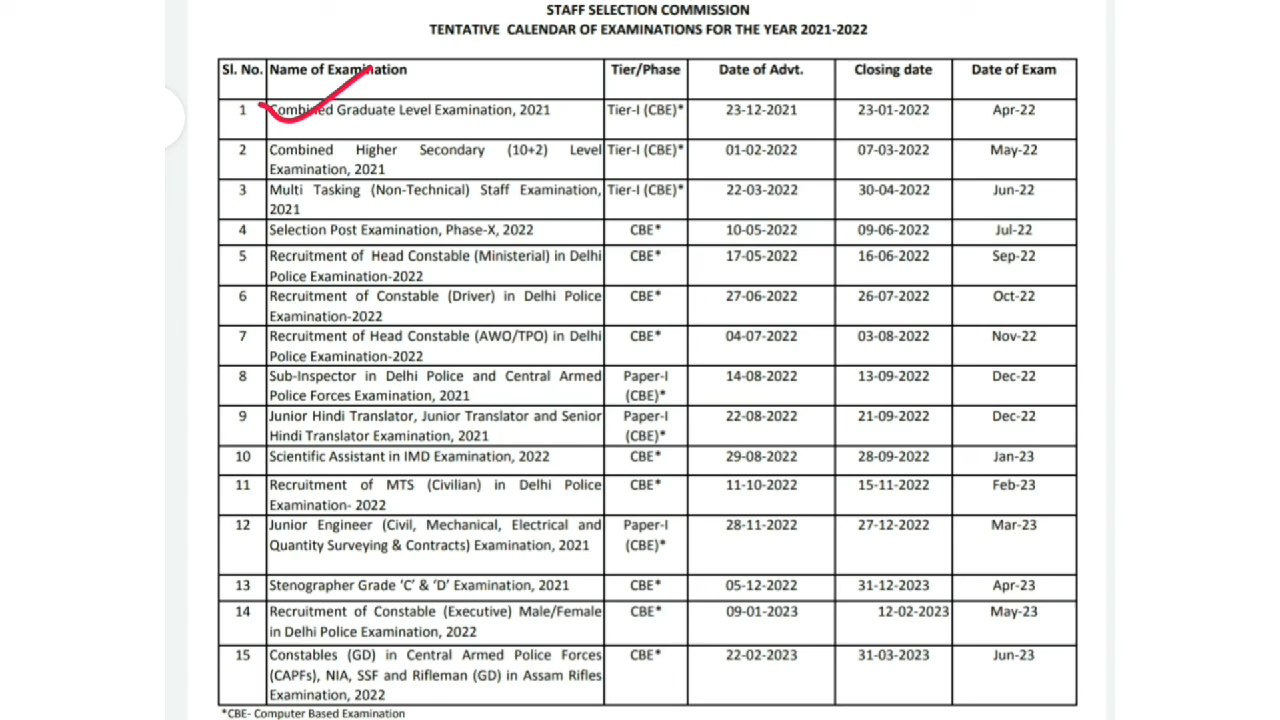 STAFF SELECTION COMMISSION
TENTATIVE CALENDAR OF EXAMINATIONS FOR THE YEAR 2021-2022
Sl. No. Name of Examination Tier/Phase Date of Advt. Closing date Date of Exam
1 Combined Graduate Level Examination, 2021 Tier-I (CBE)* 23-12-2021 23-01-2022 Apr-22
2 Combined Higher Secondary (10+2) Level Tier-I (CBE)* 01-02-2022 07-03-2022 May-22
Examination, 2021
3 Multi Tasking (Non-Technical) Staff Examination, Tier-I (CBE)* 22-03-2022 30-04-2022 Jun-22
2021
4 Selection Post Examination, Phase-X, 2022 CBE* 10-05-2022 09-06-2022 Jul-22
5 Recruitment of Head Constable (Ministerial) in Delhi CBE* 17-05-2022 16-06-2022 Sep-22
Police Examination-2022
6 Recruitment of Constable (Driver) in Delhi Police CBE* 27-06-2022 26-07-2022 Oct-22
Examination-2022
7 Recruitment of Head Constable (AWO/TPO) in Delhi CBE* 04-07-2022 03-08-2022 Nov-22
Police Examination-2022
8 Sub-Inspector in Delhi Police and Central Armed Paper-I 14-08-2022 13-09-2022 Dec-22
Police Forces Examination, 2021 (CBE)*
9 Junior Hindi Translator, Junior Translator and Senior Paper-I 22-08-2022 21-09-2022 Dec-22
Hindi Translator Examination, 2021 (CBE)*
10 Scientific Assistant in IMD Examination, 2022 CBE* 29-08-2022 28-09-2022 Jan-23
11 Recruitment of MTS (Civilian) in Delhi Police CBE* 11-10-2022 15-11-2022 Feb-23
Examination- 2022
12 Junior Engineer (Civil, Mechanical, Electrical and Paper-I 28-11-2022 27-12-2022 Mar-23
Quantity Surveying & Contracts) Examination, 2021 (CBE)*
13 Stenographer Grade ‘C’ & ‘D’ Examination, 2021 CBE* 05-12-2022 31-12-2023 Apr-23
14 Recruitment of Constable (Executive) Male/Female CBE* 09-01-2023 12-02-2023 May-23
in Delhi Police Examination, 2022
15 Constables (GD) in Central Armed Police Forces CBE* 22-02-2023 31-03-2023 Jun-23
(CAPFs), NIA, SSF and Rifleman (GD) in Assam Rifles
Examination, 2022
*CBE- Computer Based Examination